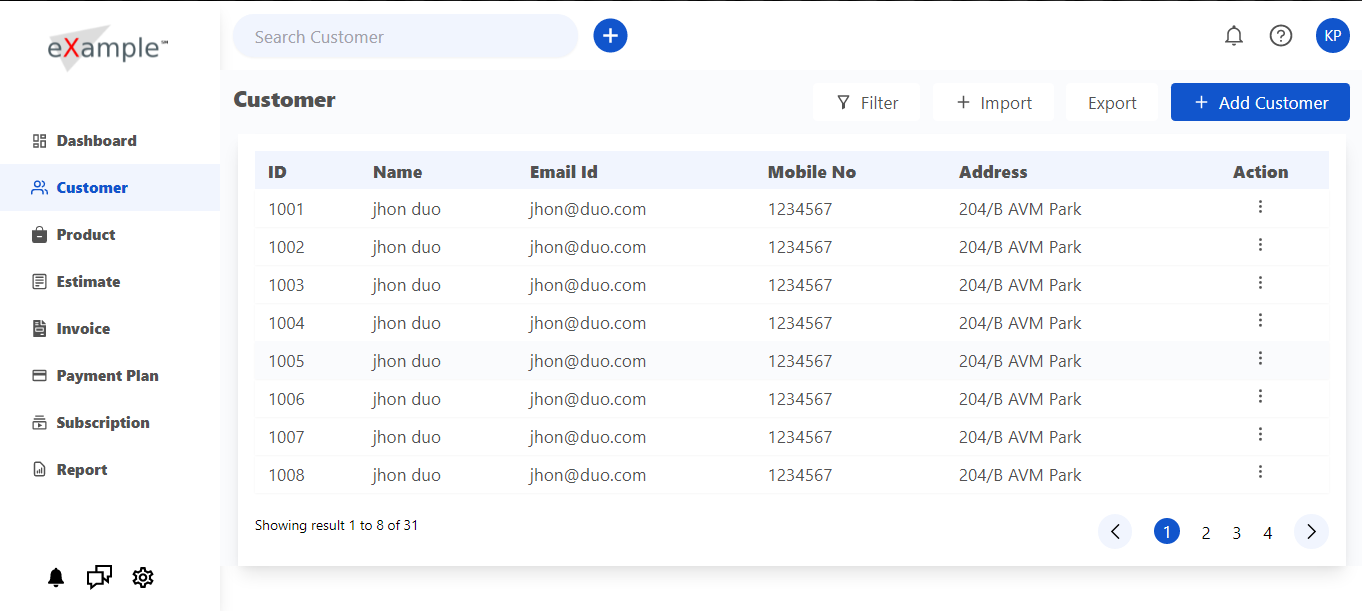 eXample℠
Search Customer
KP
Customer
Filter
Import
Export
Add Customer
Dashboard
Customer
Product
Estimate
Invoice
Payment Plan
Subscription
Report
ID Name Email Id Mobile No Address Action
1001 jhon duo jhon@duo.com 1234567 204/B AVM Park
1002 jhon duo jhon@duo.com 1234567 204/B AVM Park
1003 jhon duo jhon@duo.com 1234567 204/B AVM Park
1004 jhon duo jhon@duo.com 1234567 204/B AVM Park
1005 jhon duo jhon@duo.com 1234567 204/B AVM Park
1006 jhon duo jhon@duo.com 1234567 204/B AVM Park
1007 jhon duo jhon@duo.com 1234567 204/B AVM Park
1008 jhon duo jhon@duo.com 1234567 204/B AVM Park
Showing result 1 to 8 of 31
1 2 3 4